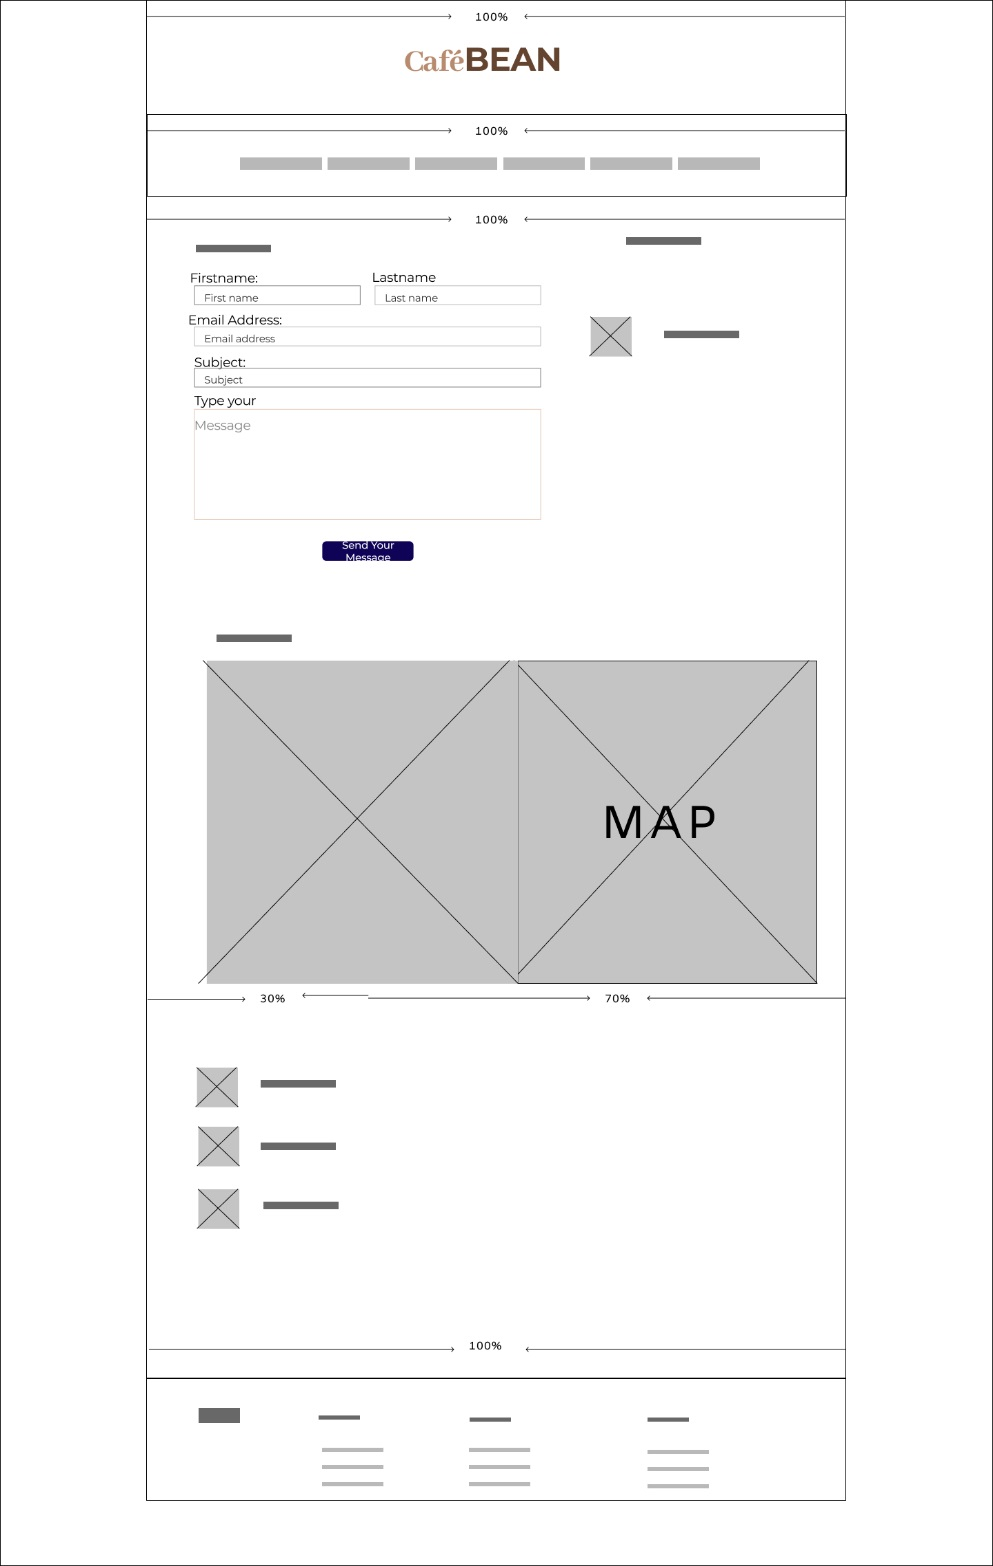 100%
CaféBEAN
100%
100%
Firstname:
Lastname
First name
Last name
Email Address:
Email address
Subject:
Subject
Type your
Message
Send Your
Message
MAP
30%
70%
100%